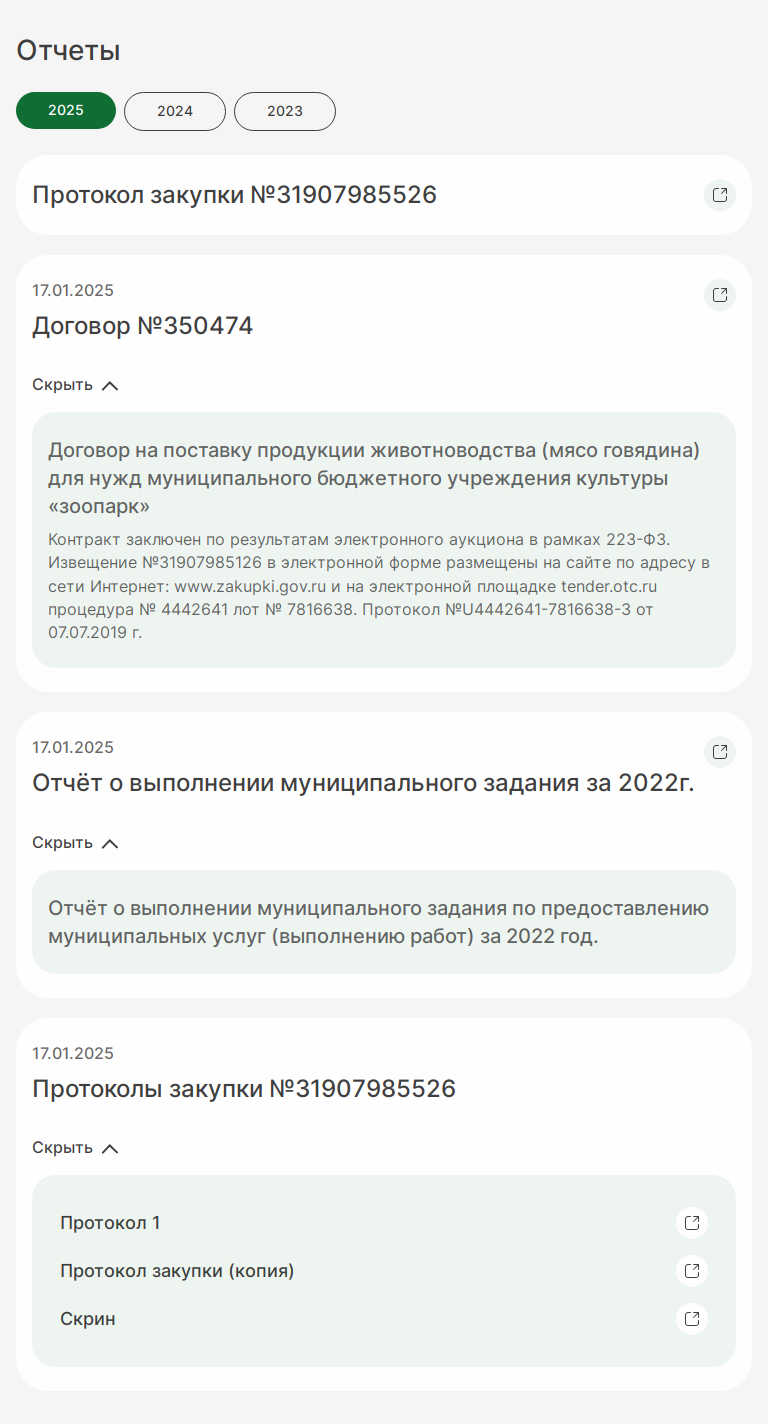 Отчеты
2025 2024 2023
Протокол закупки №31907985526
17.01.2025
Договор №350474
Скрыть
Договор на поставку продукции животноводства (мясо говядина)
для нужд муниципального бюджетного учреждения культуры
«зоопарк»
Контракт заключен по результатам электронного аукциона в рамках 223-ФЗ.
Извещение №31907985126 в электронной форме размещены на сайте по адресу в
сети Интернет: www.zakupki.gov.ru и на электронной площадке tender.otc.ru
процедура № 4442641 лот № 7816638. Протокол №U4442641-7816638-3 от
07.07.2019 г.
17.01.2025
Отчёт о выполнении муниципального задания за 2022г.
Скрыть
Отчёт о выполнении муниципального задания по предоставлению
муниципальных услуг (выполнению работ) за 2022 год.
17.01.2025
Протоколы закупки №31907985526
Скрыть
Протокол 1
Протокол закупки (копия)
Скрин